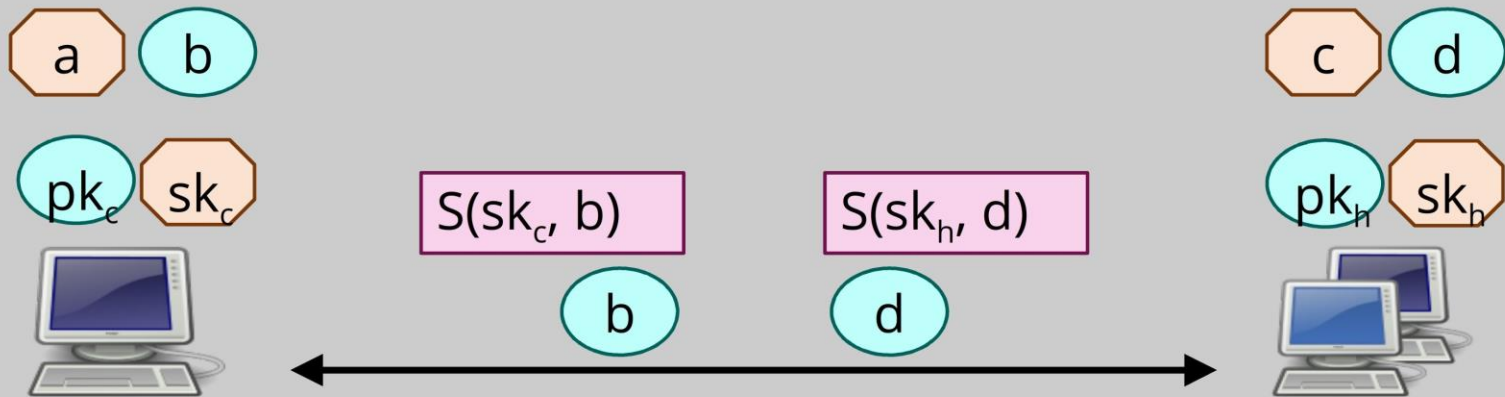 a b c d
pk_c sk_c pk_h sk_h
S(sk_c, b) S(sk_h, d)
b d